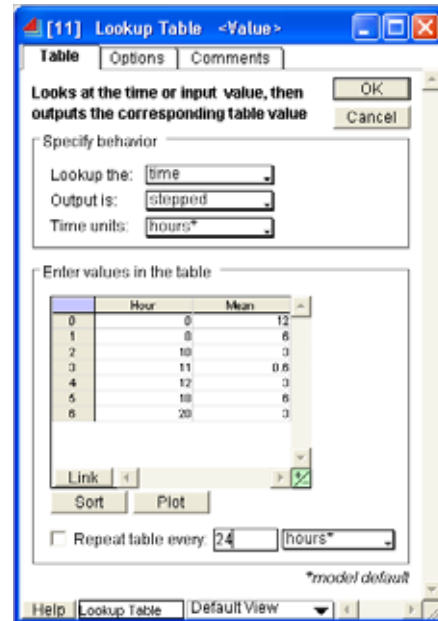 [11] Lookup Table <Value>
Table Options Comments
Looks at the time or input value, then
outputs the corresponding table value
OK
Cancel
Specify behavior
Lookup the: time
Output is: stepped
Time units: hours*
Enter values in the table
Hour Mean
0 0 12
1 8 6
2 10 3
3 11 0.6
4 12 3
5 18 6
6 20 3
Link
Sort Plot
Repeat table every: 24 hours*
*model default
Help Lookup Table Default View